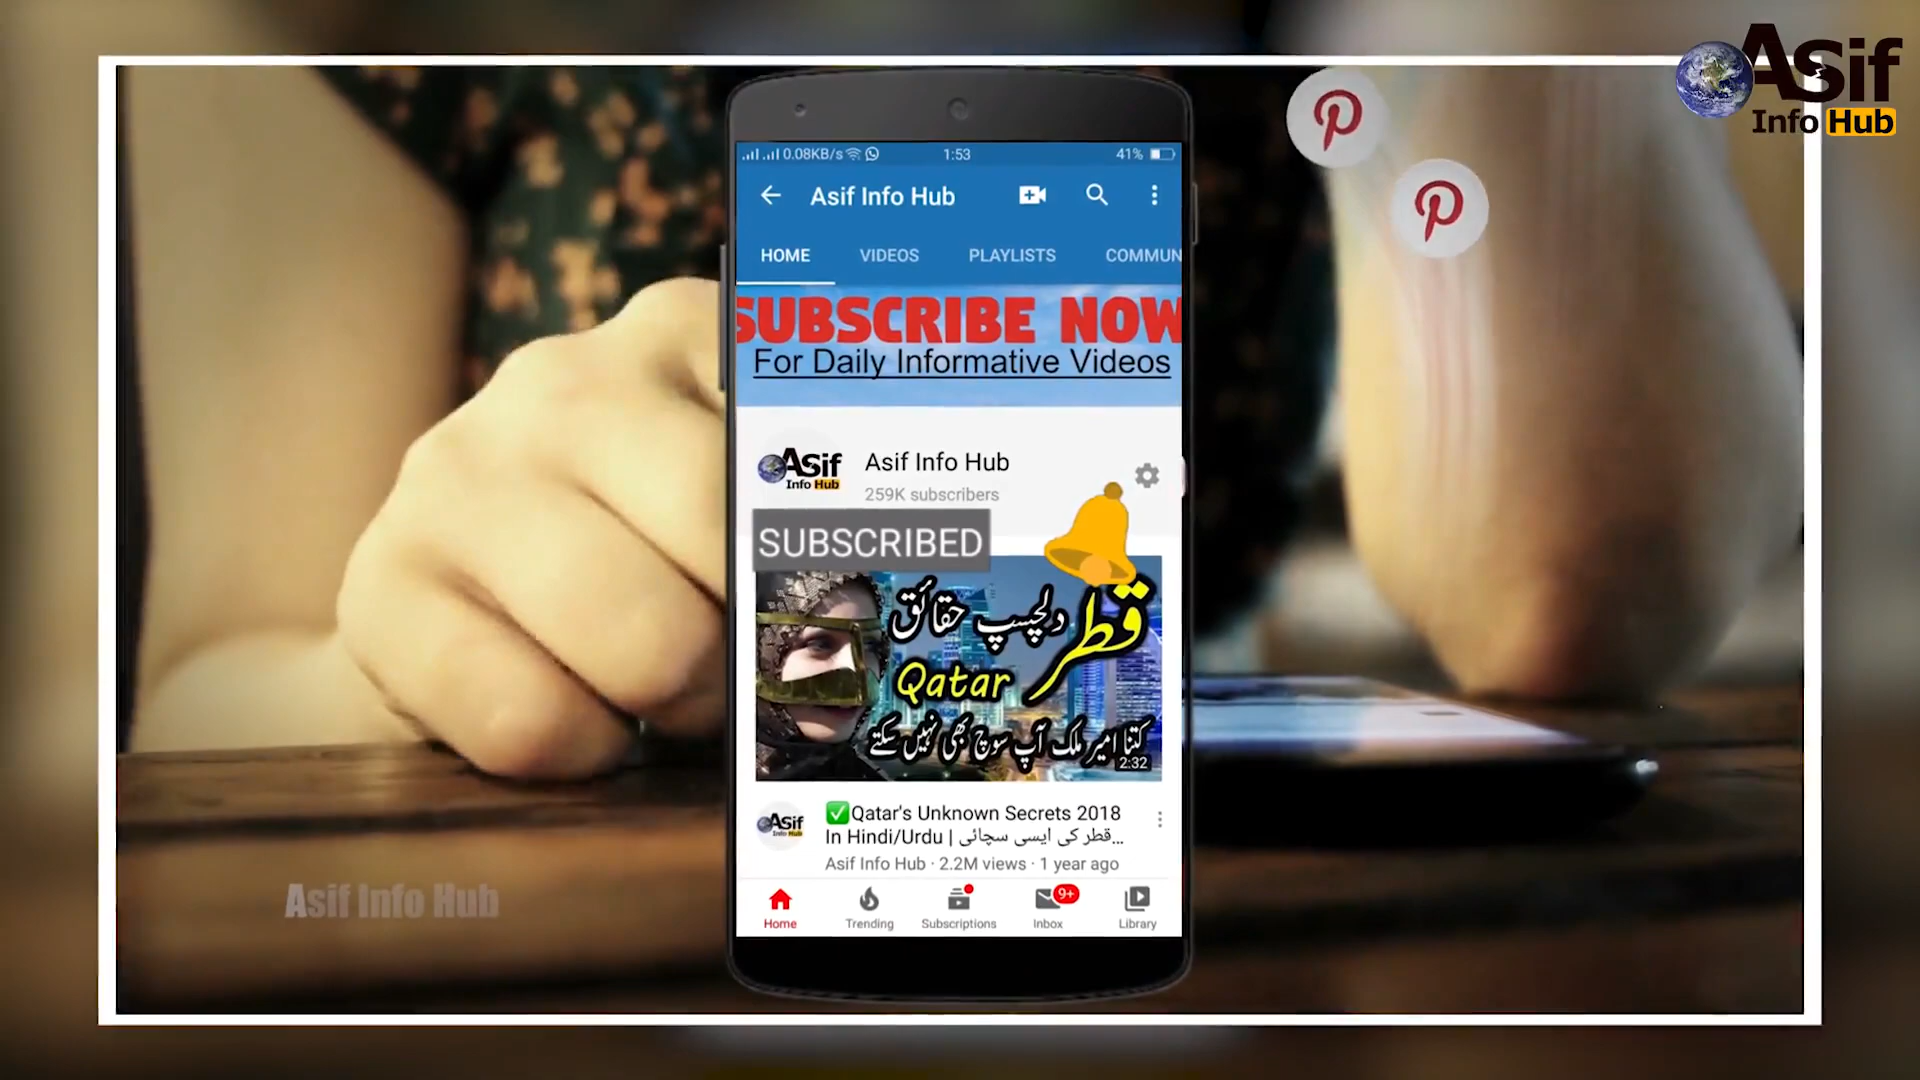 Asif
Info Hub
0.08KB/s 1:53 41%
Asif Info Hub
HOME VIDEOS PLAYLISTS COMMUN
SUBSCRIBE NOW
For Daily Informative Videos
Asif
Info Hub
Asif Info Hub
259K subscribers
SUBSCRIBED
قطر دلچسپ حقائق
Qatar
کتنا امیر ملک آپ سوچ بھی نہیں سکتے
2:32
Asif
Info Hub
✅Qatar's Unknown Secrets 2018
In Hindi/Urdu | قطر کی ایسی سچائی...
Asif Info Hub · 2.2M views · 1 year ago
Asif Info Hub
9+
Home Trending Subscriptions Inbox Library